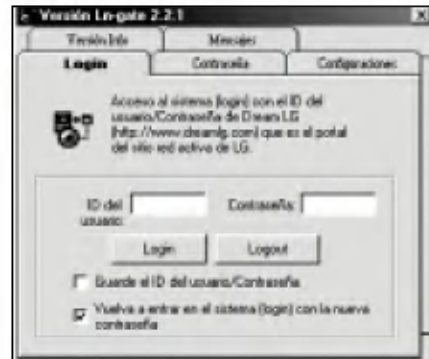 Versión Ln-gate 2.2.1
Versión Info
Mensajes
Login
Contraseña
Configuraciones
Acceso al sistema (login) con el ID del
usuario/Contraseña de Dream LG
(http://www.dreamlg.com) que es el portal
del sitio red activa de LG.
ID del
usuario:
Contraseña:
Login
Logout
Guarde el ID del usuario/Contraseña
Vuelva a entrar en el sistema (login) con la nueva
contraseña